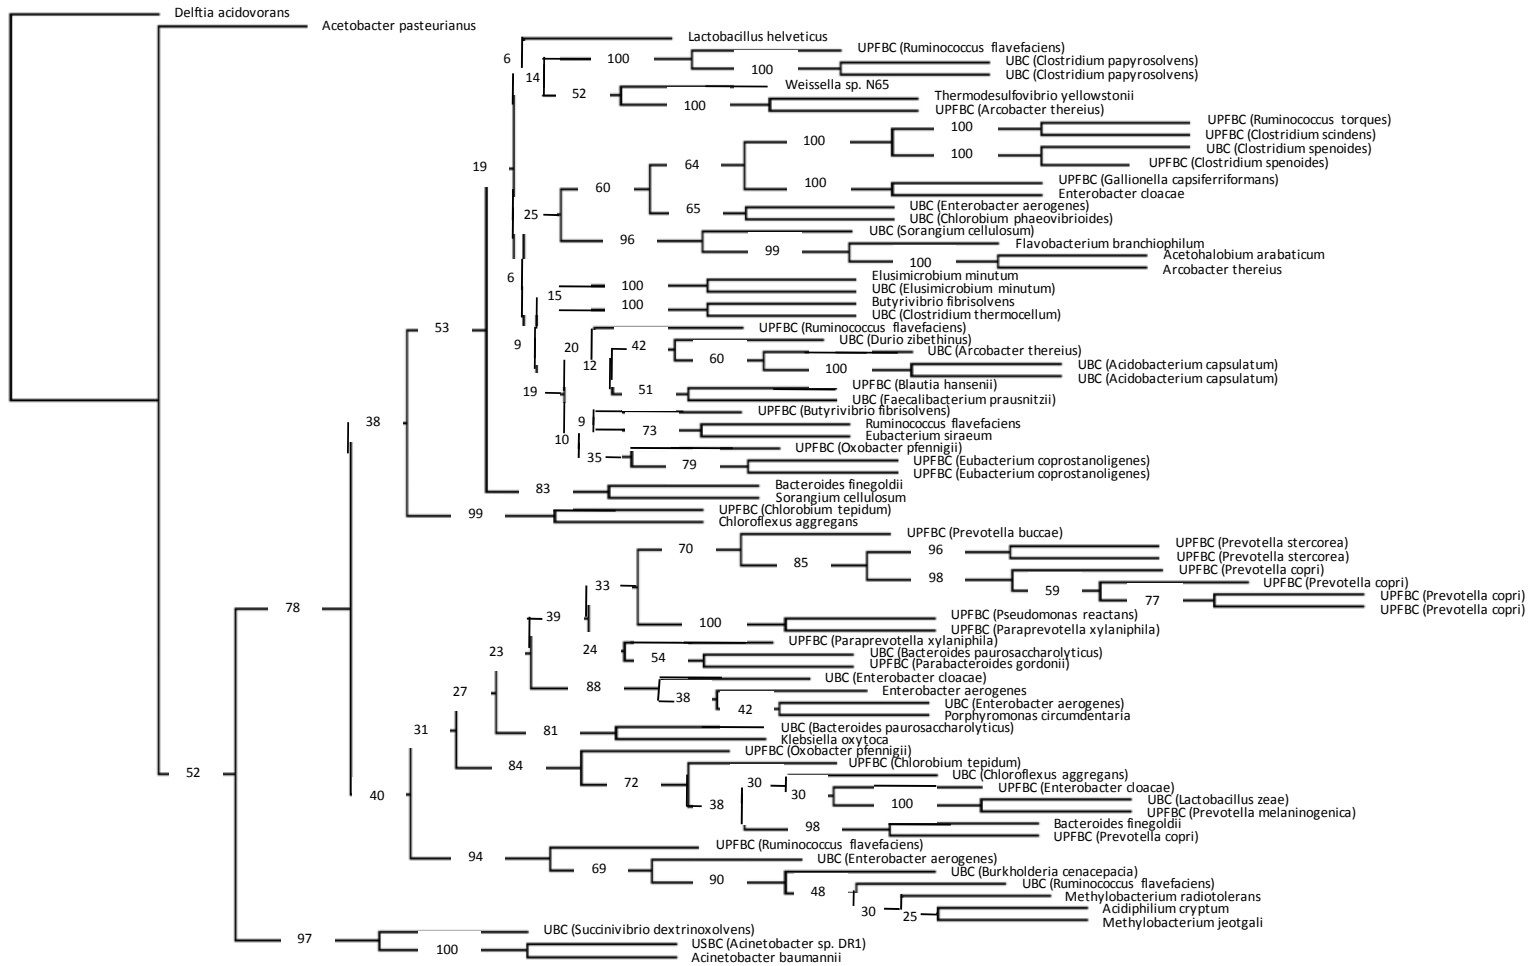 Delftia acidovorans
Acetobacter pasteurianus
Lactobacillus helveticus
6
UPFBC (Ruminococcus flavefaciens)
100
UBC (Clostridium papyrosolvens)
100
UBC (Clostridium papyrosolvens)
14
Weissella sp. N65
52
Thermodesulfovibrio yellowstonii
100
UPFBC (Arcobacter thereius)
UPFBC (Ruminococcus torques)
100
UPFBC (Clostridium scindens)
100
UBC (Clostridium spenoides)
100
UPFBC (Clostridium spenoides)
19
64
UPFBC (Gallionella capsiferriformans)
100
60
Enterobacter cloacae
UBC (Enterobacter aerogenes)
65
25
UBC (Chlorobium phaeovibrioides)
UBC (Sorangium cellulosum)
96
Flavobacterium branchiophilum
99
Acetohalobium arabaticum
100
Arcobacter thereius
6
Elusimicrobium minutum
100
UBC (Elusimicrobium minutum)
15
Butyrivibrio fibrisolvens
100
UBC (Clostridium thermocellum)
53
UPFBC (Ruminococcus flavefaciens)
UBC (Durio zibethinus)
9
20
42
UBC (Arcobacter thereius)
60
12
UBC (Acidobacterium capsulatum)
100
UBC (Acidobacterium capsulatum)
19
UPFBC (Blautia hansenii)
51
UBC (Faecalibacterium prausnitzii)
UPFBC (Butyrivibrio fibrisolvens)
38
9
Ruminococcus flavefaciens
73
10
Eubacterium siraeum
UPFBC (Oxobacter pfennigii)
35
UPFBC (Eubacterium coprostanoligenes)
79
UPFBC (Eubacterium coprostanoligenes)
Bacteroides finegoldii
83
Sorangium cellulosum
UPFBC (Chlorobium tepidum)
99
Chloroflexus aggregans
UPFBC (Prevotella buccae)
70
UPFBC (Prevotella stercorea)
96
85
UPFBC (Prevotella stercorea)
98
UPFBC (Prevotella copri)
33
59
UPFBC (Prevotella copri)
77
UPFBC (Prevotella copri)
78
UPFBC (Prevotella copri)
39
UPFBC (Pseudomonas reactans)
100
UPFBC (Paraprevotella xylaniphila)
UPFBC (Paraprevotella xylaniphila)
23
24
UBC (Bacteroides paurosaccharolyticus)
54
UPFBC (Parabacteroides gordonii)
UBC (Enterobacter cloacae)
88
27
38
Enterobacter aerogenes
42
UBC (Enterobacter aerogenes)
Porphyromonas circumdentaria
31
81
UBC (Bacteroides paurosaccharolyticus)
Klebsiella oxytoca
UPFBC (Oxobacter pfennigii)
84
UPFBC (Chlorobium tepidum)
52
72
30
UBC (Chloroflexus aggregans)
40
30
UPFBC (Enterobacter cloacae)
38
100
UBC (Lactobacillus zeae)
UPFBC (Prevotella melaninogenica)
98
Bacteroides finegoldii
UPFBC (Prevotella copri)
UPFBC (Ruminococcus flavefaciens)
94
UBC (Enterobacter aerogenes)
69
UBC (Burkholderia cenacepacia)
90
48
UBC (Ruminococcus flavefaciens)
Methylobacterium radiotolerans
30
25
Acidiphilium cryptum
Methylobacterium jeotgali
UBC (Succinivibrio dextrinoxolvens)
97
USBC (Acinetobacter sp. DR1)
100
Acinetobacter baumannii